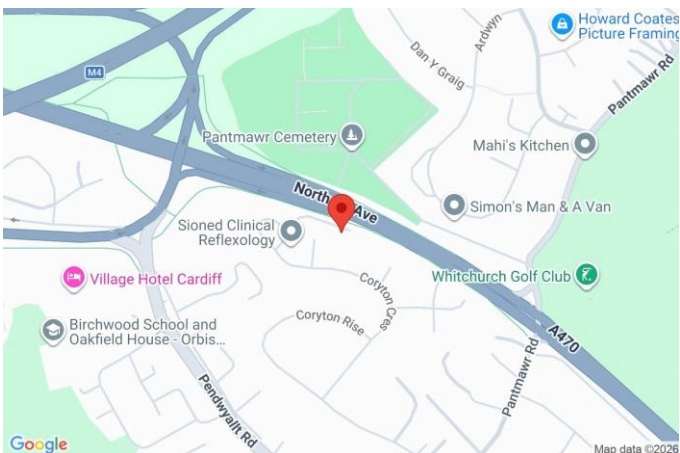 Howard Coates
Picture Framing
Ardwyn
Dan-Y-Graig
M4
Pantmawr Rd
Pantmawr Cemetery
Mahi's Kitchen
Ave
Simon's Man & A Van
Sioned Clinical
Reflexology
Village Hotel Cardiff
Coryton Cres
Whitchurch Golf Club
Birchwood School and
Oakfield House - Orbis...
Coryton Rise
A470
Pantmawr Rd
Pendwyallt Rd
Google
Map data ©2026